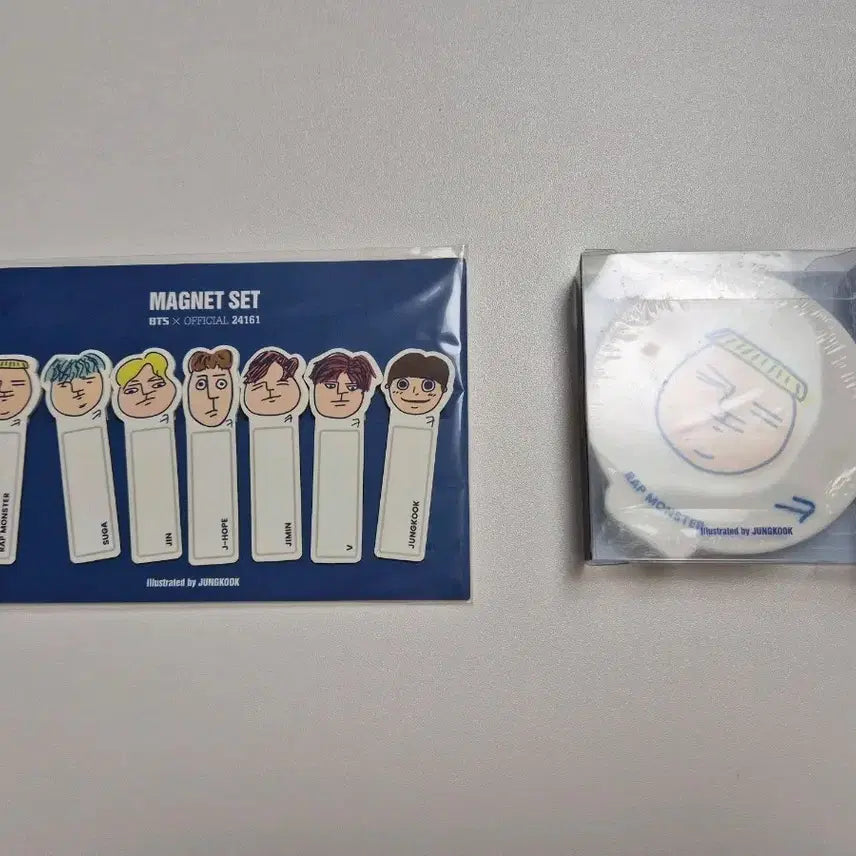 MAGNET SET
BTS × OFFICIAL 24161
RAP MONSTER
SUGA
JIN
J-HOPE
JIMIN
V
JUNGKOOK
Illustrated by JUNGKOOK
RAP MONSTER
Illustrated by JUNGKOOK